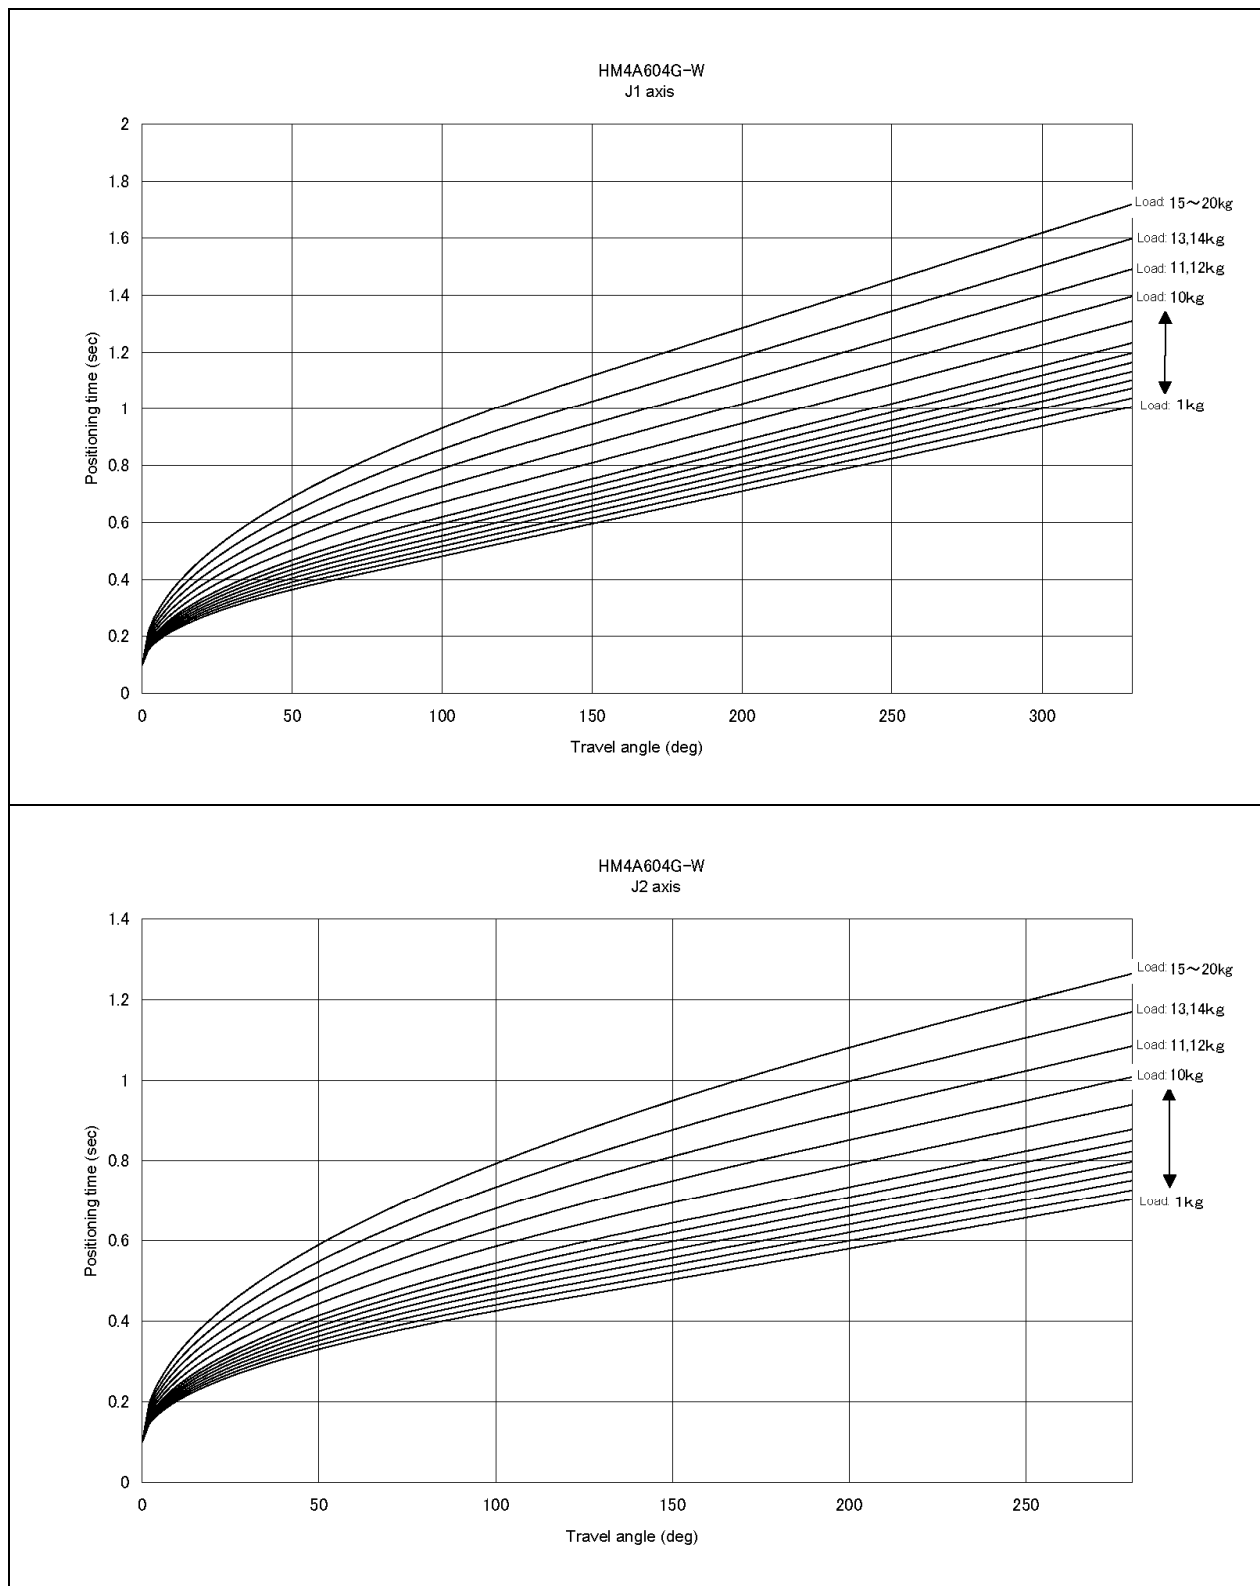 HM4A604G-W
J1 axis
2
1.8
1.6
1.4
1.2
1
0.8
0.6
0.4
0.2
0
Positioning time (sec)
Load: 15～20kg
Load: 13,14kg
Load: 11,12kg
Load: 10kg
Load: 1kg
0 50 100 150 200 250 300
Travel angle (deg)
HM4A604G-W
J2 axis
1.4
1.2
1
0.8
0.6
0.4
0.2
0
Positioning time (sec)
Load: 15～20kg
Load: 13,14kg
Load: 11,12kg
Load: 10kg
Load: 1kg
0 50 100 150 200 250
Travel angle (deg)